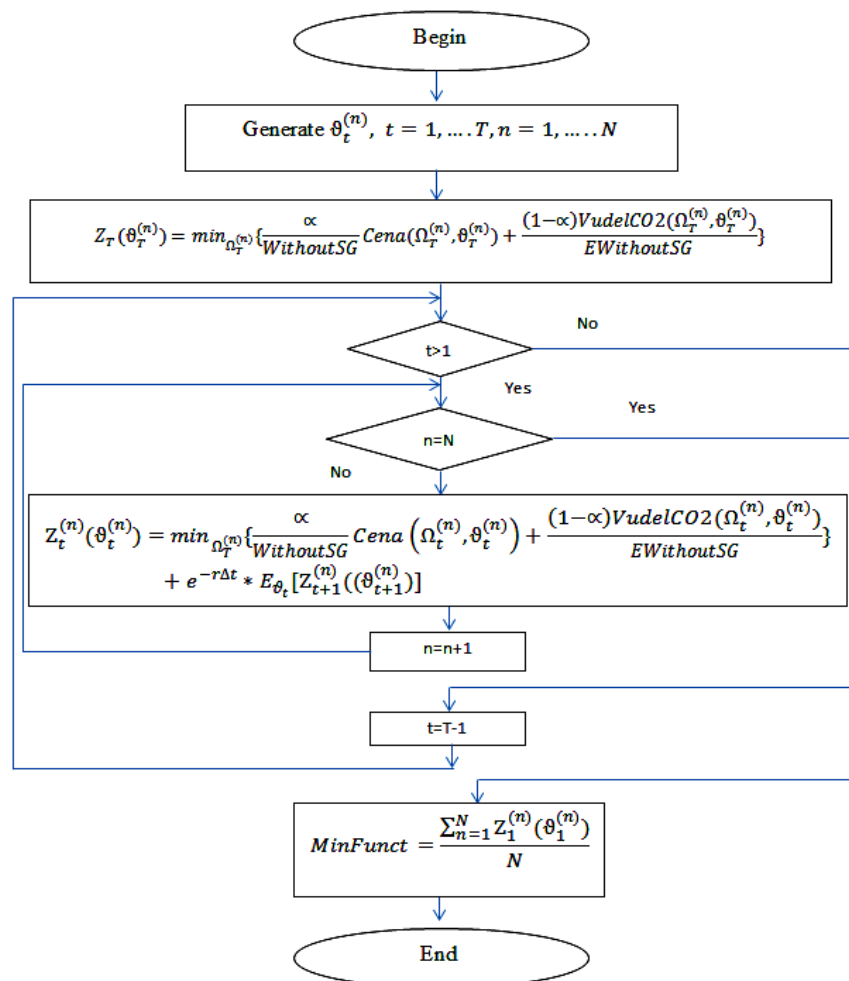 Begin
Generate ϑ_t^(n), t = 1, .... T, n = 1, ..... N
Z_T(ϑ_T^(n)) = min_{Ω_T^(n)}{∝/WithoutSG Cena(Ω_T^(n),ϑ_T^(n)) + (1−∝)VudelCO2(Ω_T^(n),ϑ_T^(n))/EWithoutSG}
No
t>1
Yes
Yes
n=N
No
Z_t^(n)(ϑ_t^(n)) = min_{Ω_T^(n)}{∝/WithoutSG Cena (Ω_t^(n),ϑ_t^(n)) + (1−∝)VudelCO2(Ω_t^(n),ϑ_t^(n))/EWithoutSG}
+ e^{−rΔt} * E_{ϑ_t}[Z_{t+1}^(n)((ϑ_{t+1}^(n))]
n=n+1
t=T-1
MinFunct = ∑_{n=1}^N Z_1^(n)(ϑ_1^(n))/N
End